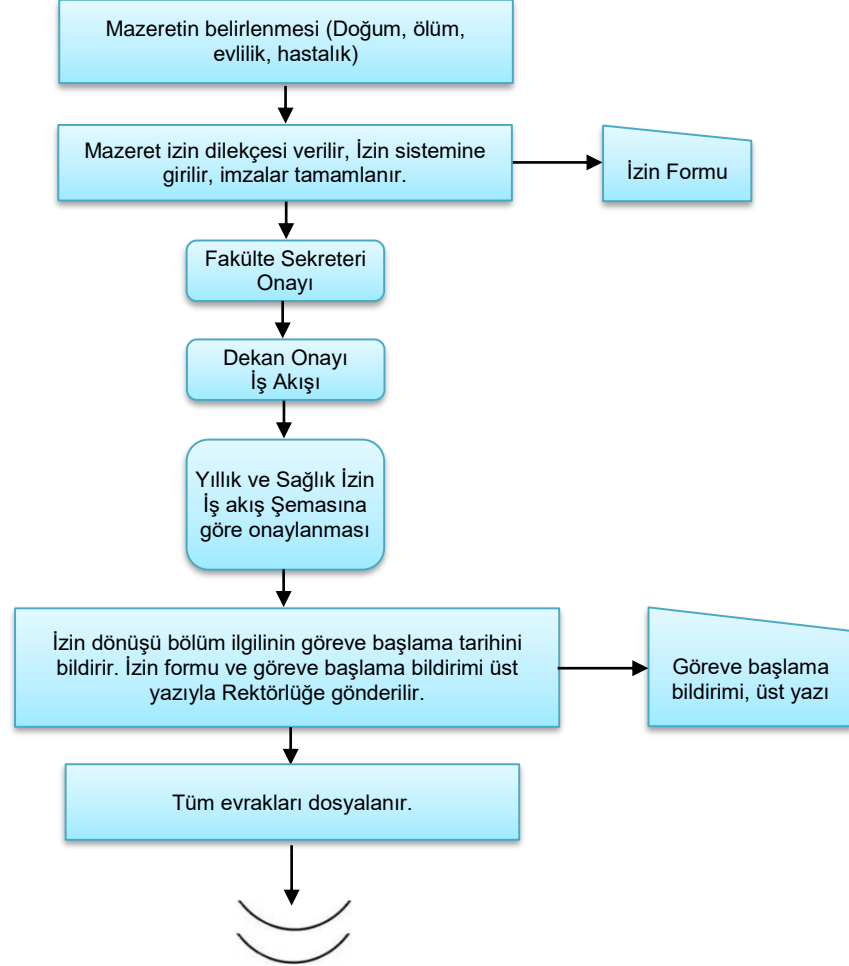 Mazeretin belirlenmesi (Doğum, ölüm,
evlilik, hastalık)
Mazeret izin dilekçesi verilir, İzin sistemine
girilir, imzalar tamamlanır.
İzin Formu
Fakülte Sekreteri
Onayı
Dekan Onayı
İş Akışı
Yıllık ve Sağlık İzin
İş akış Şemasına
göre onaylanması
İzin dönüşü bölüm ilgilinin göreve başlama tarihini
bildirir. İzin formu ve göreve başlama bildirimi üst
yazıyla Rektörlüğe gönderilir.
Göreve başlama
bildirimi, üst yazı
Tüm evrakları dosyalanır.